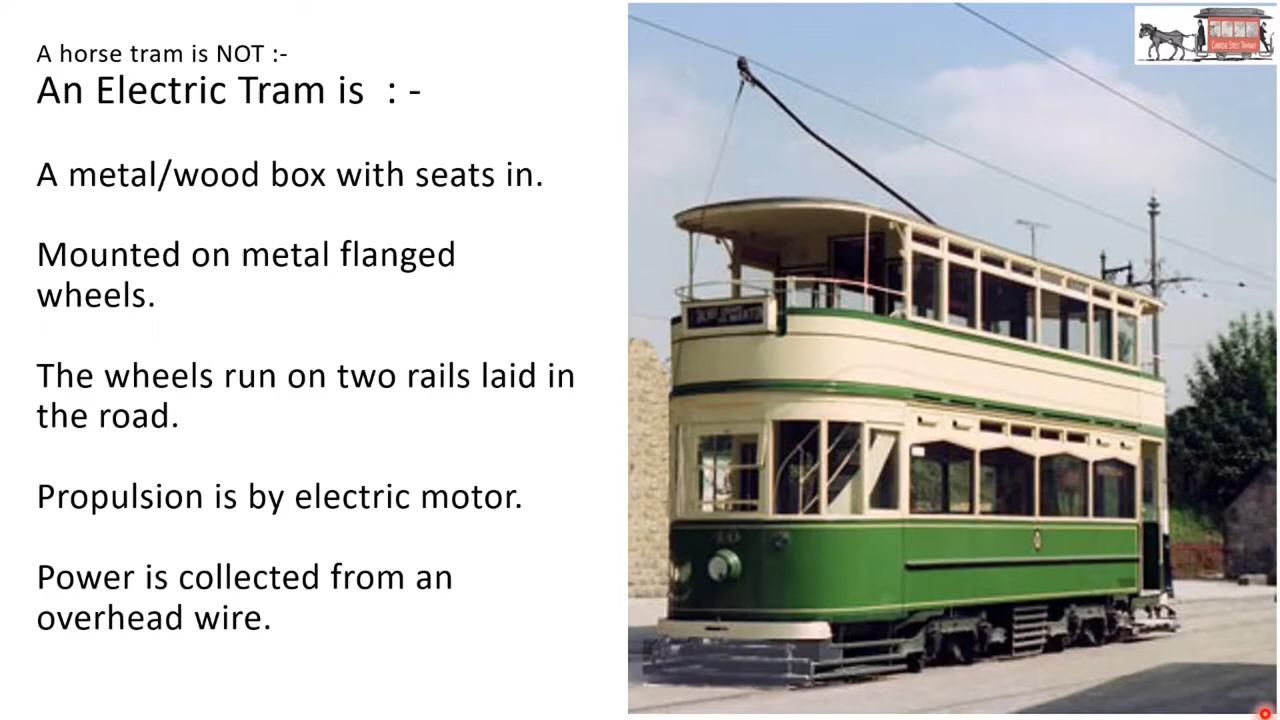 A horse tram is NOT :-
An Electric Tram is : -
A metal/wood box with seats in.
Mounted on metal flanged
wheels.
The wheels run on two rails laid in
the road.
Propulsion is by electric motor.
Power is collected from an
overhead wire.